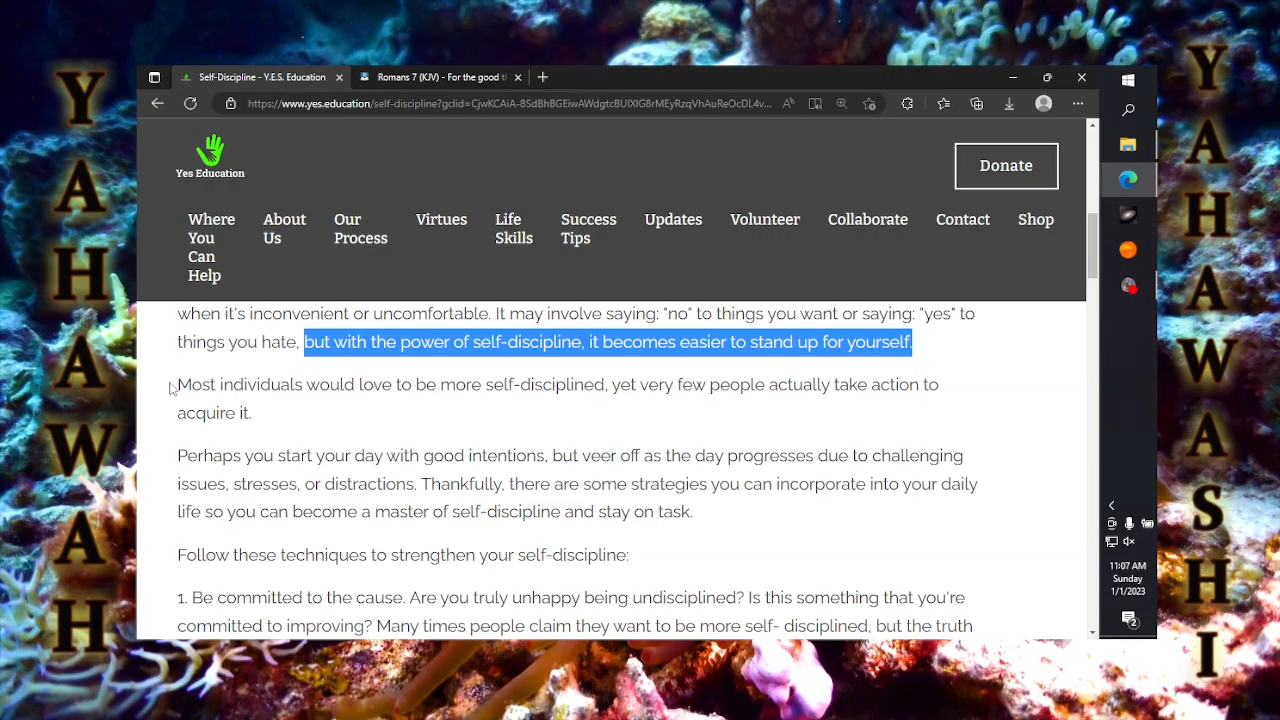 YAHAWAH
Self-Discipline - Y.E.S. Education
Romans 7 (KJV) - For the good t
https://www.yes.education/self-discipline?gclid=CjwKCAiA-8SdBhBGEiwAWdgtcBUIXIG8rMEyRzqVhAuReOcDL4v...
Yes Education
Donate
Where You Can Help
About Us
Our Process
Virtues
Life Skills
Success Tips
Updates
Volunteer
Collaborate
Contact
Shop
when it's inconvenient or uncomfortable. It may involve saying: "no" to things you want or saying: "yes" to
things you hate, but with the power of self-discipline, it becomes easier to stand up for yourself.
Most individuals would love to be more self-disciplined, yet very few people actually take action to
acquire it.
Perhaps you start your day with good intentions, but veer off as the day progresses due to challenging
issues, stresses, or distractions. Thankfully, there are some strategies you can incorporate into your daily
life so you can become a master of self-discipline and stay on task.
Follow these techniques to strengthen your self-discipline:
1. Be committed to the cause. Are you truly unhappy being undisciplined? Is this something that you're
committed to improving? Many times people claim they want to be more self- disciplined, but the truth
11:07 AM
Sunday
1/1/2023
2
YAHAWASHI